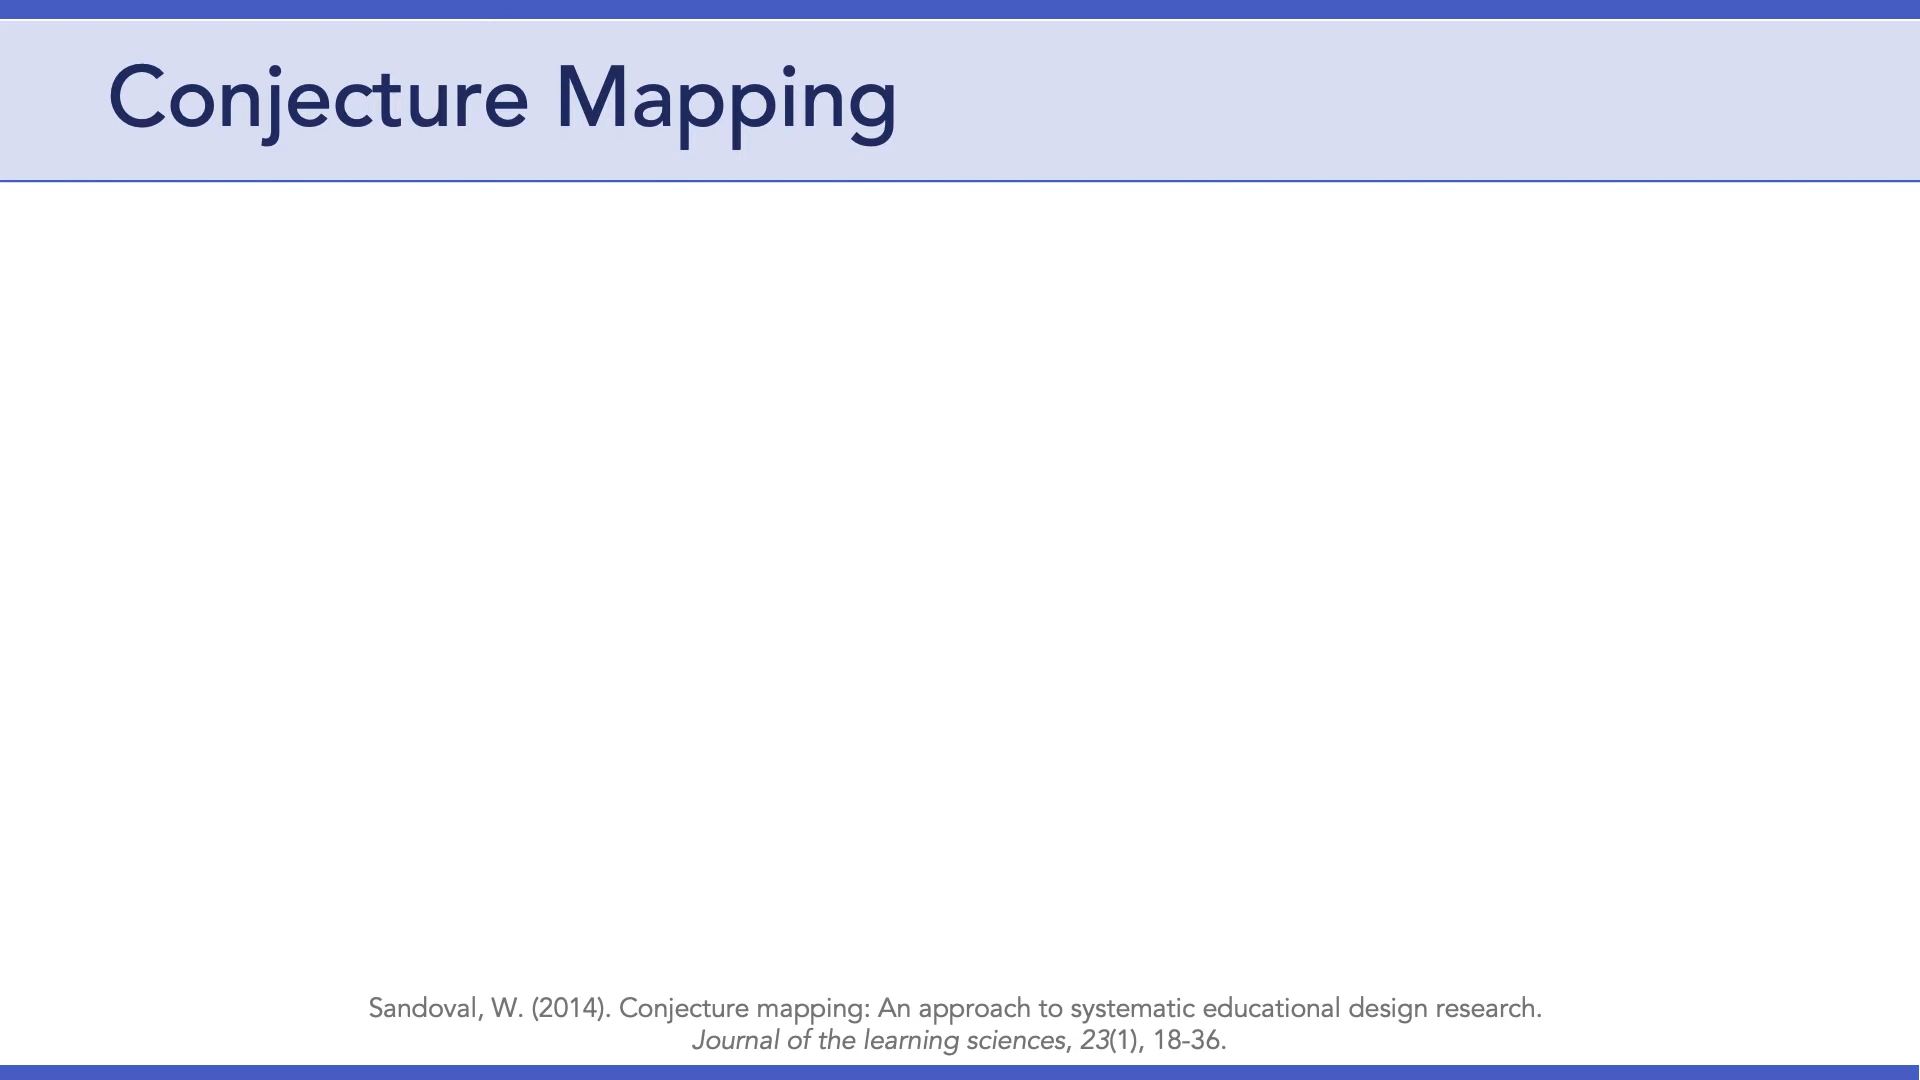 Conjecture Mapping
Sandoval, W. (2014). Conjecture mapping: An approach to systematic educational design research.
Journal of the learning sciences, 23(1), 18-36.